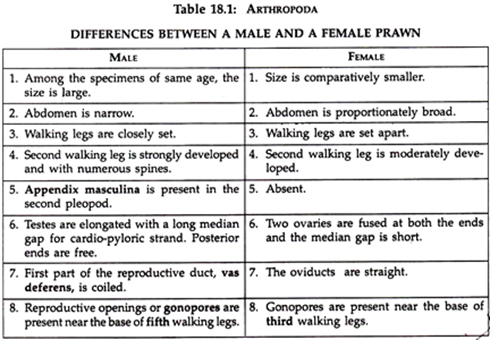 Table 18.1: ARTHROPODA
DIFFERENCES BETWEEN A MALE AND A FEMALE PRAWN
MALE
FEMALE
1. Among the specimens of same age, the
size is large.
1. Size is comparatively smaller.
2. Abdomen is narrow.
2. Abdomen is proportionately broad.
3. Walking legs are closely set.
3. Walking legs are set apart.
4. Second walking leg is strongly developed
and with numerous spines.
4. Second walking leg is moderately deve-
loped.
5. Appendix masculina is present in the
second pleopod.
5. Absent.
6. Testes are elongated with a long median
gap for cardio-pyloric strand. Posterior
ends are free.
6. Two ovaries are fused at both the ends
and the median gap is short.
7. First part of the reproductive duct, vas
deferens, is coiled.
7. The oviducts are straight.
8. Reproductive openings or gonopores are
present near the base of fifth walking legs.
8. Gonopores are present near the base of
third walking legs.